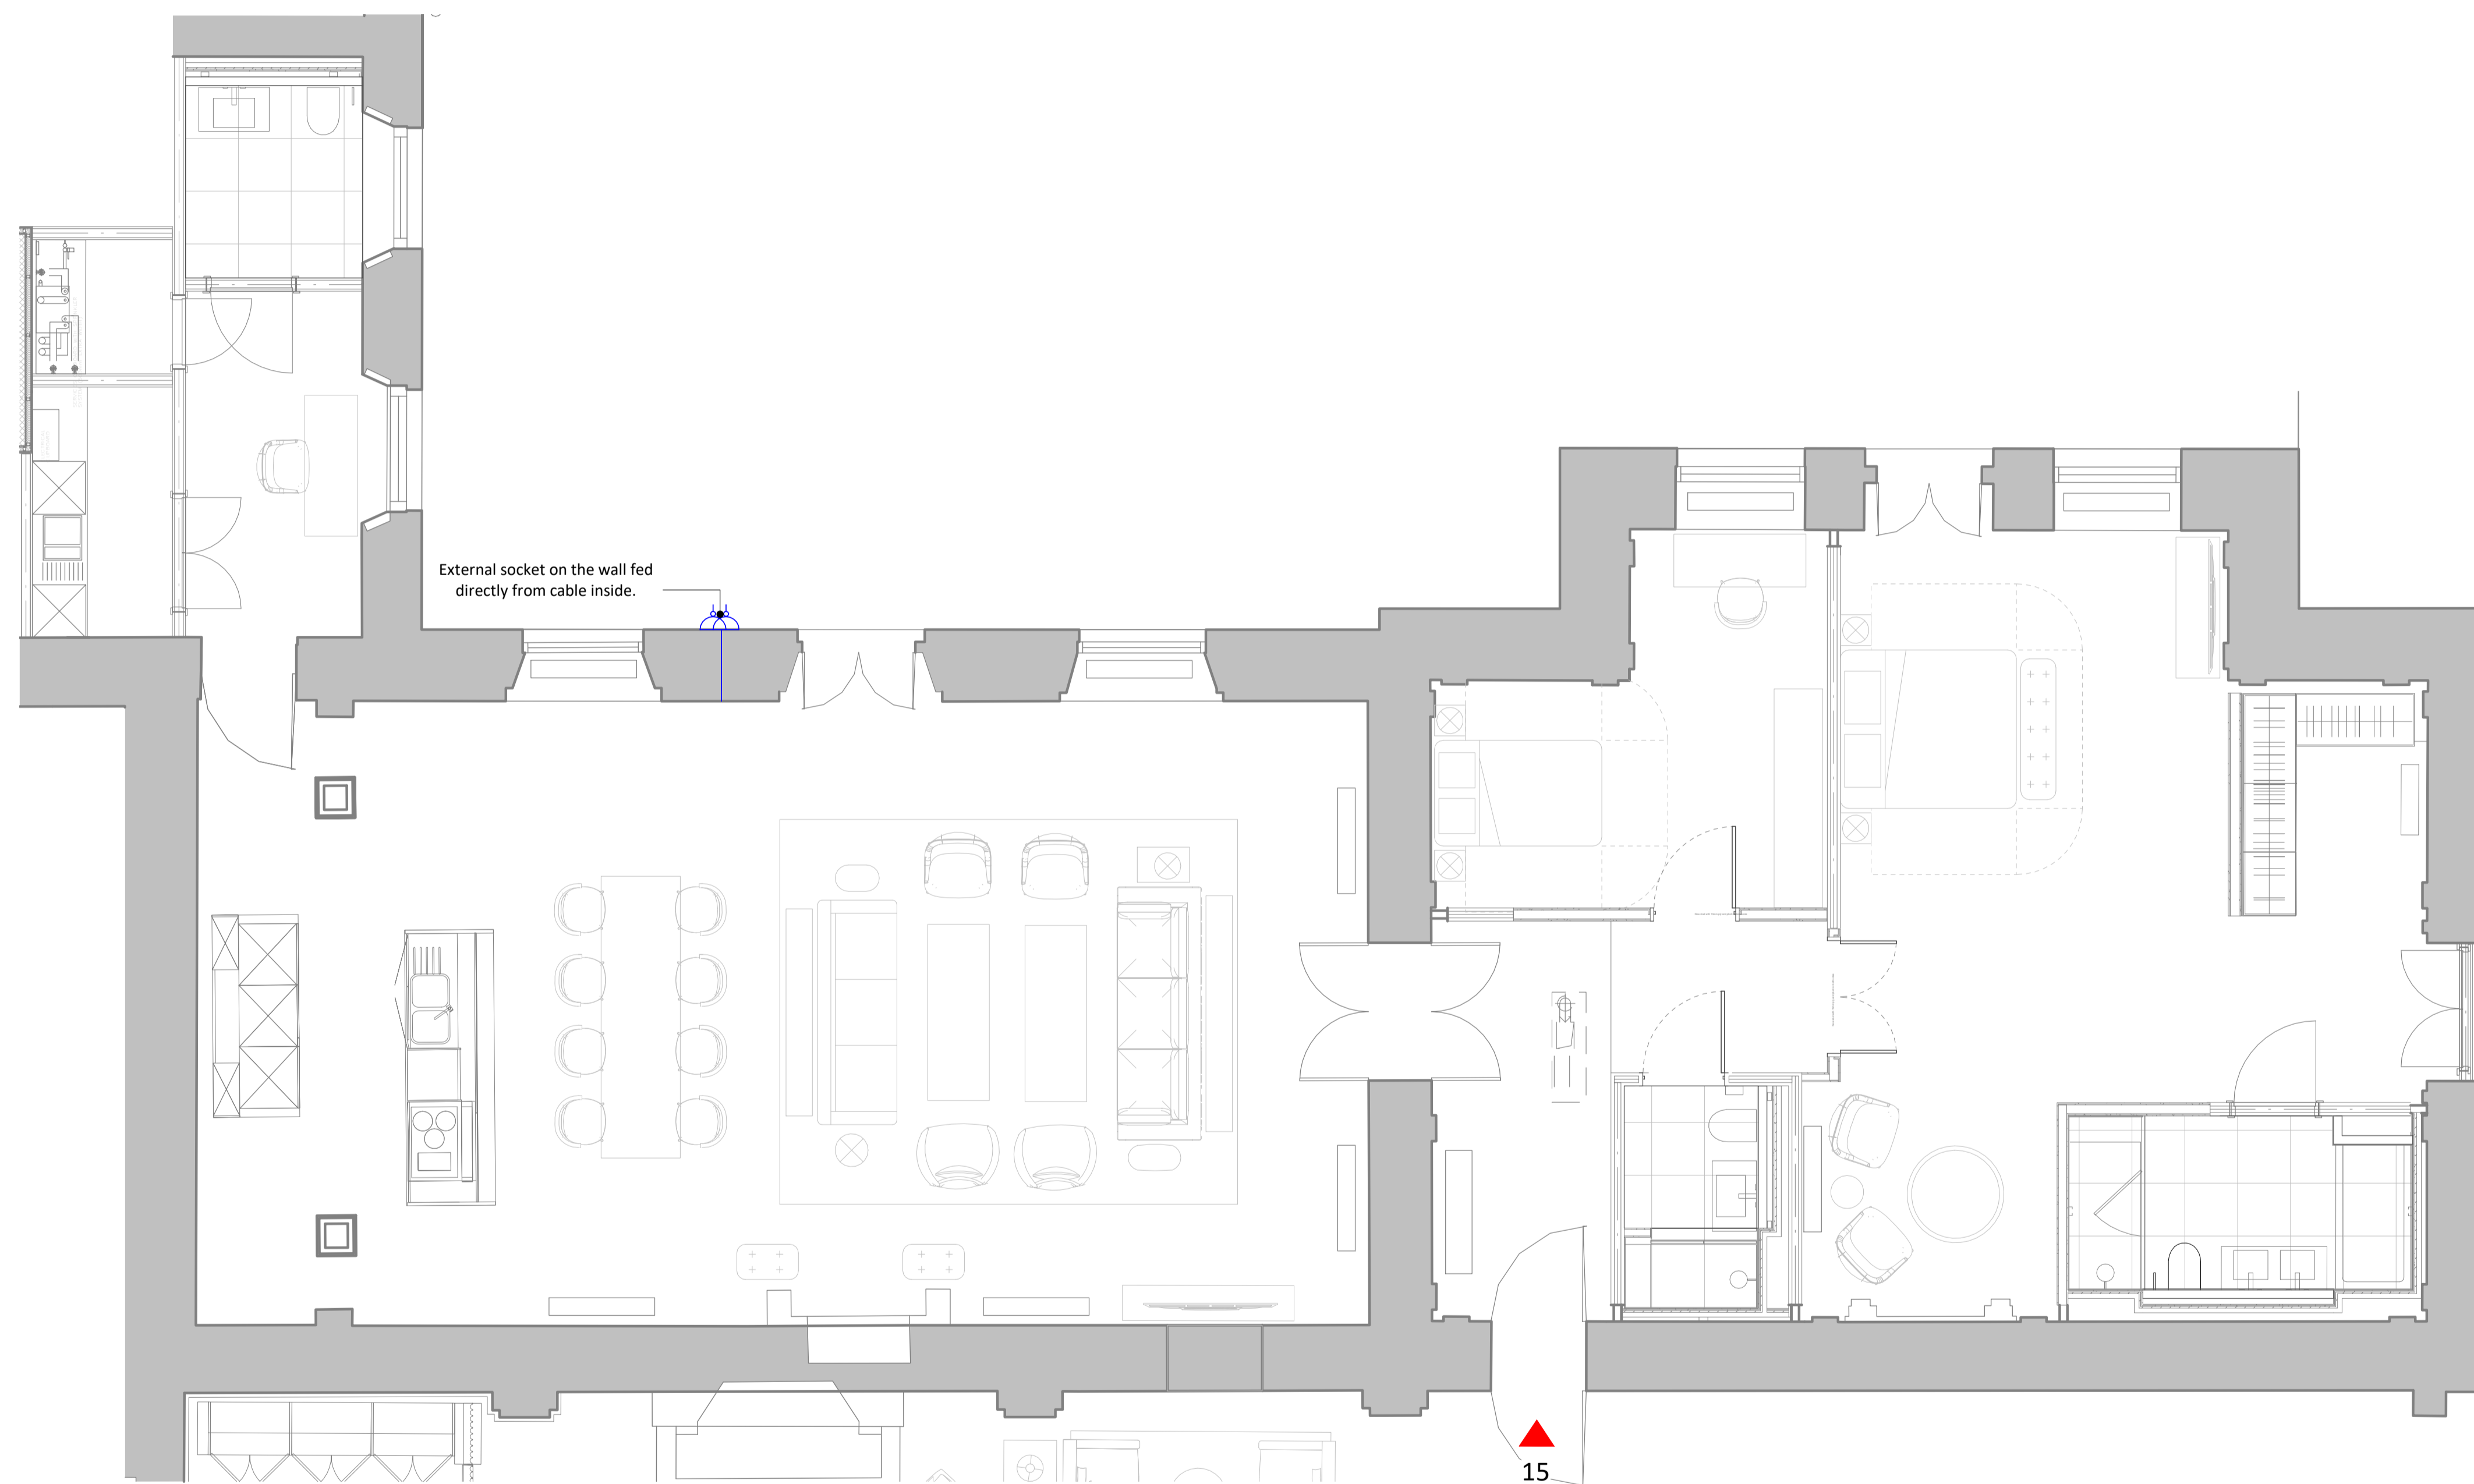 External socket on the wall fed
directly from cable inside.
15